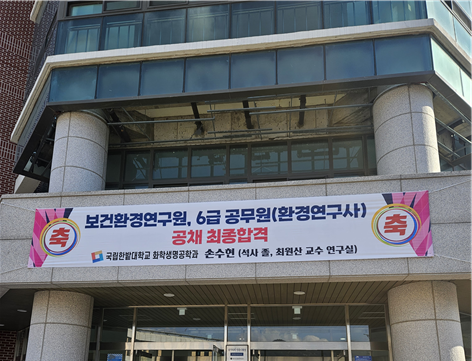 축
보건환경연구원, 6급 공무원(환경연구사)
공채 최종합격
국립한밭대학교 화학생명공학과 손수현 (석사 졸, 최원산 교수 연구실)
축